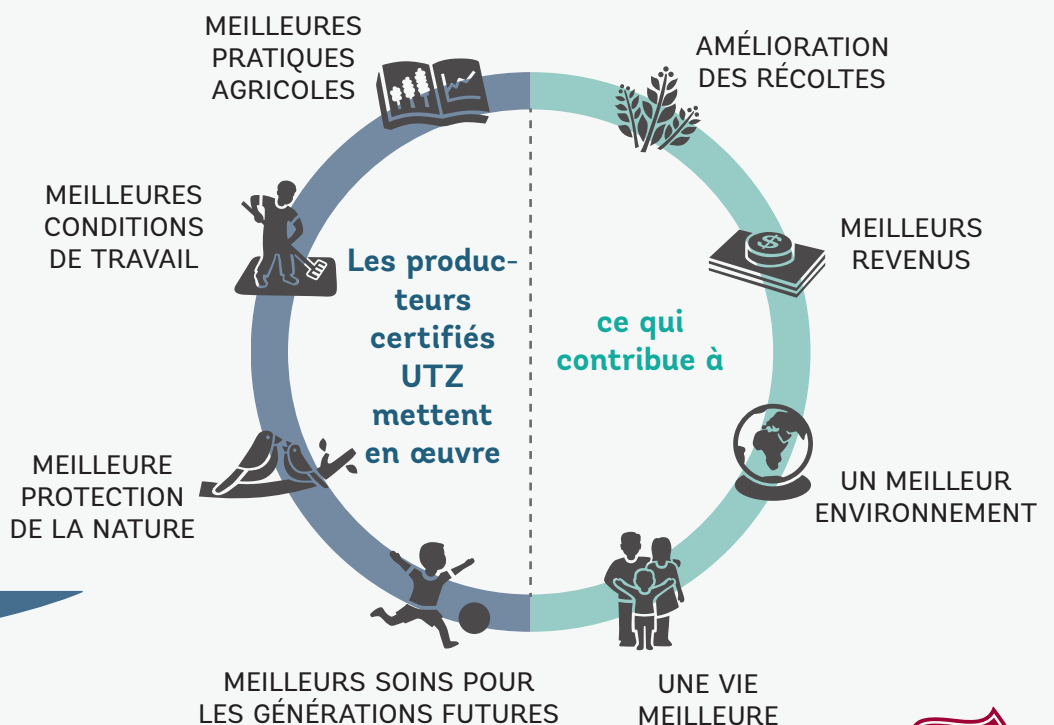 MEILLEURES
PRATIQUES
AGRICOLES
AMÉLIORATION
DES RÉCOLTES
MEILLEURES
CONDITIONS
DE TRAVAIL
MEILLEURS
REVENUS
$
Les produc-
teurs
certifiés
UTZ
mettent
en œuvre
ce qui
contribue à
MEILLEURE
PROTECTION
DE LA NATURE
UN MEILLEUR
ENVIRONNEMENT
MEILLEURS SOINS POUR
LES GÉNÉRATIONS FUTURES
UNE VIE
MEILLEURE